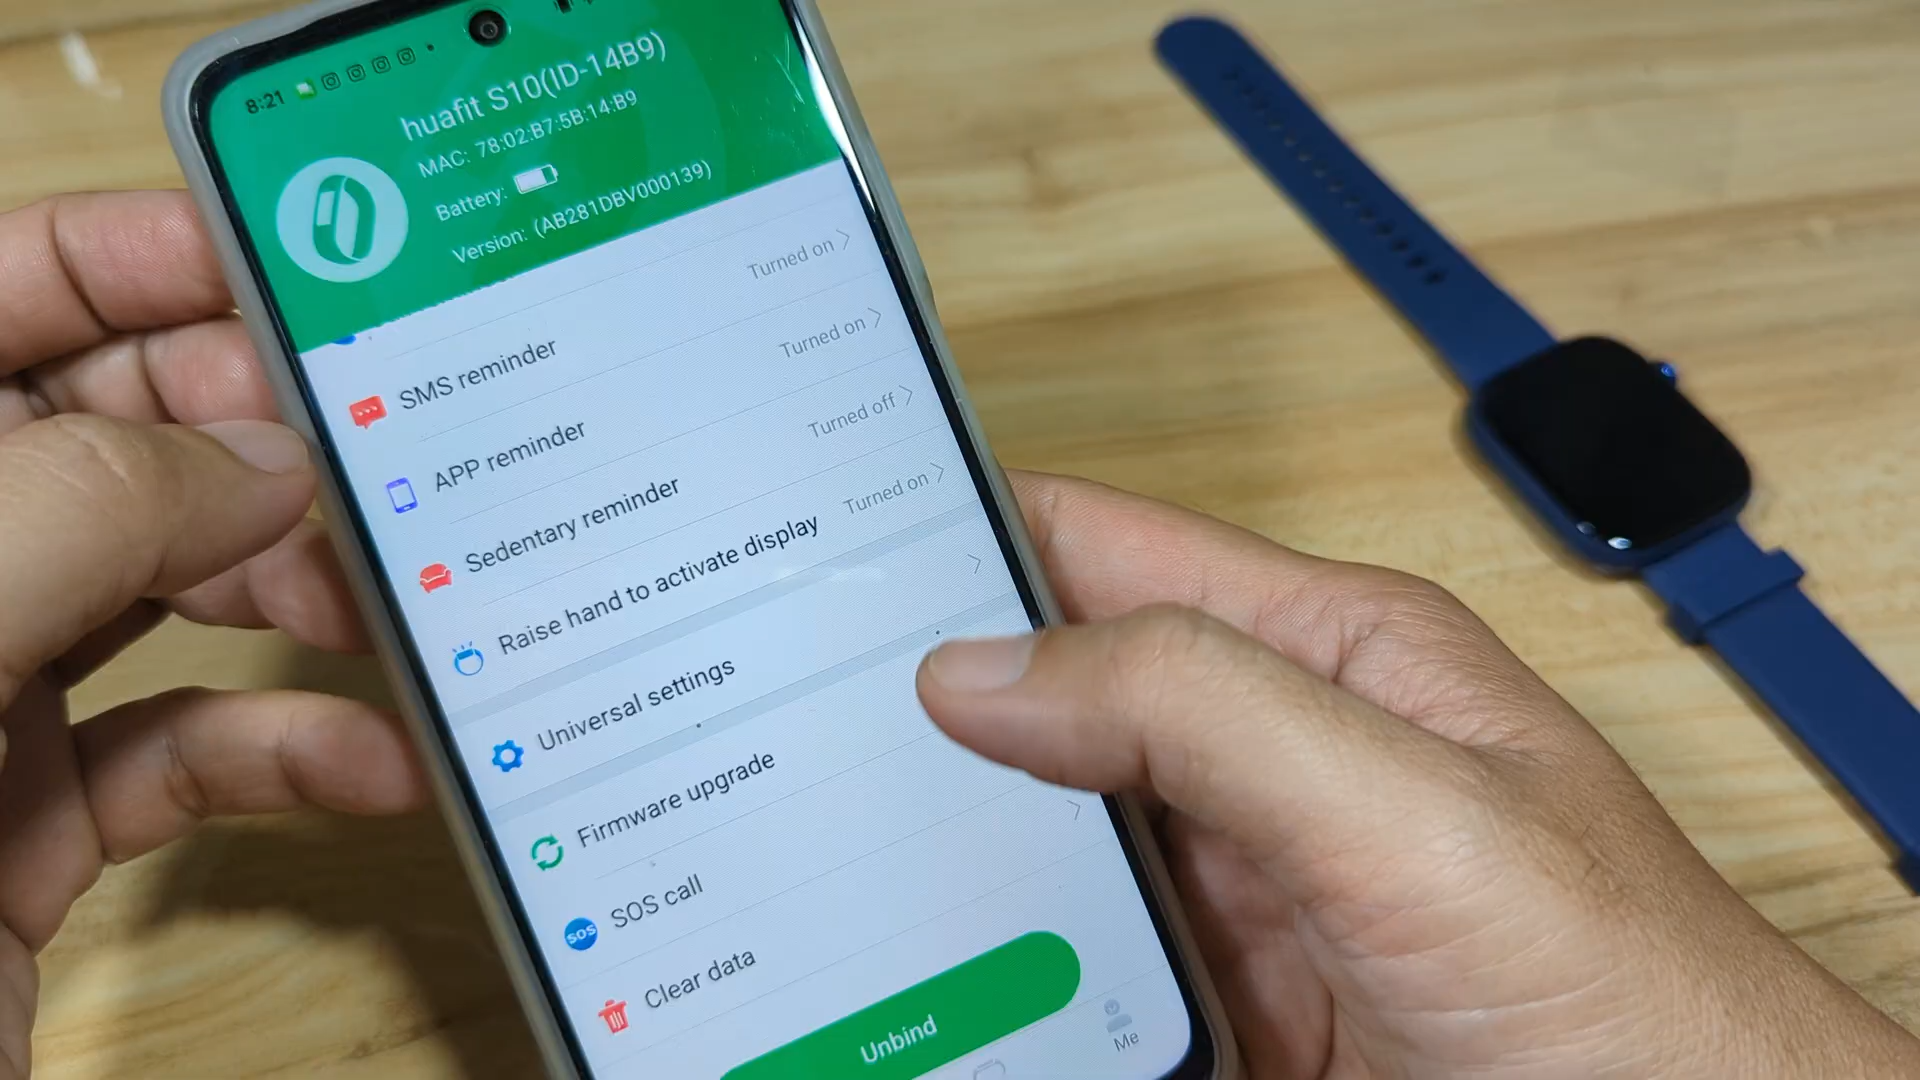 8:21
huafit S10(ID-14B9)
MAC: 78:02:B7:5B:14:B9
Battery:
Version: (AB281DBV000139)
Turned on
SMS reminder
Turned on
APP reminder
Turned off
Sedentary reminder
Turned on
Raise hand to activate display
Universal settings
Firmware upgrade
SOS call
SOS
Clear data
Unbind
Me